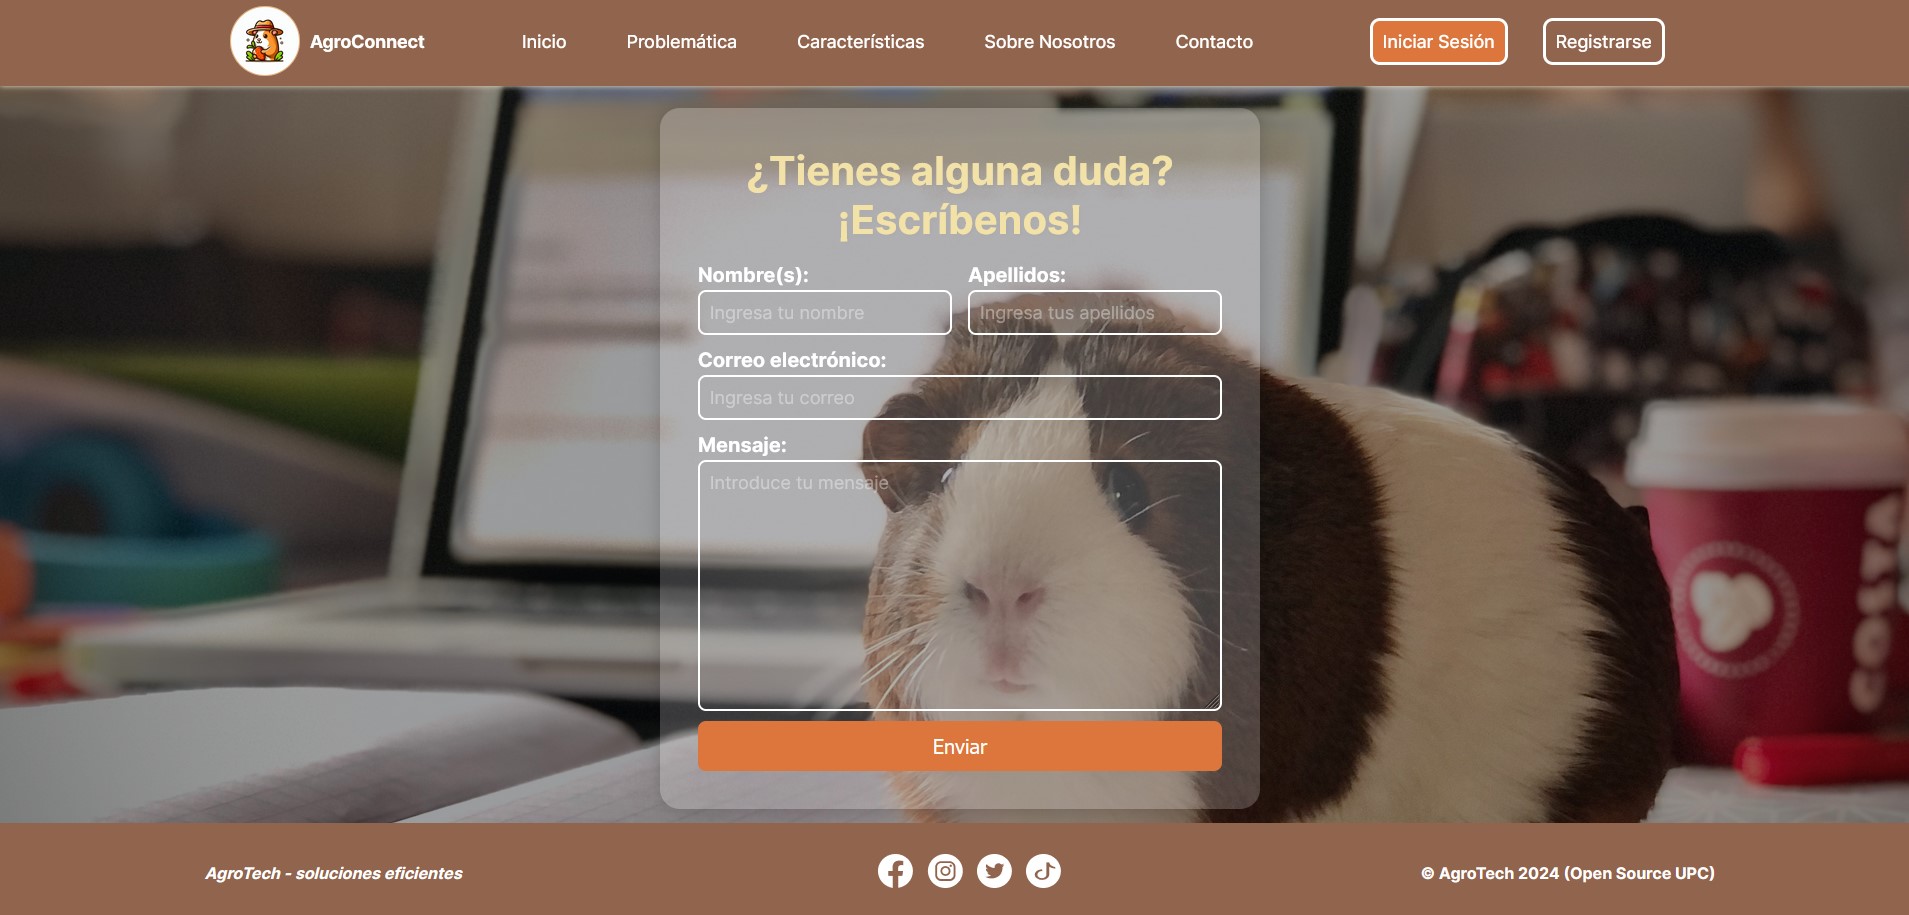 AgroConnect
Inicio
Problemática
Características
Sobre Nosotros
Contacto
Iniciar Sesión
Registrarse
¿Tienes alguna duda?
¡Escríbenos!
Nombre(s):
Apellidos:
Ingresa tu nombre
Ingresa tus apellidos
Correo electrónico:
Ingresa tu correo
Mensaje:
Introduce tu mensaje
Enviar
AgroTech - soluciones eficientes
© AgroTech 2024 (Open Source UPC)